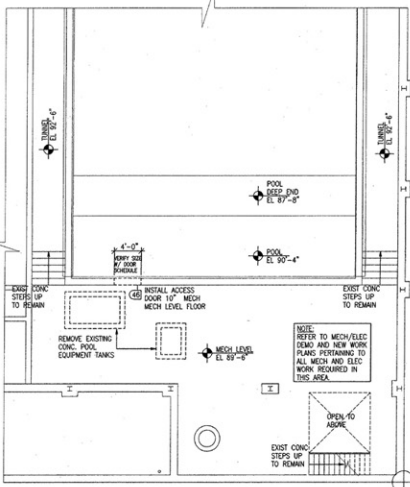 TUNNEL
EL 92'-6"
TUNNEL
EL 92'-6"
POOL
DEEP END
EL 87'-8"
POOL
EL 90'-4"
4'-0"
VERIFY SIZE
W/ DOOR
SCHEDULE
EXIST CONC
STEPS UP
TO REMAIN
46
INSTALL ACCESS
DOOR 10" MECH
MECH LEVEL FLOOR
EXIST CONC
STEPS UP
TO REMAIN
REMOVE EXISTING
CONC. POOL
EQUIPMENT TANKS
MECH LEVEL
EL 89'-6"
NOTE:
REFER TO MECH/ELEC
DEMO AND NEW WORK
PLANS PERTAINING TO
ALL MECH AND ELEC
WORK REQUIRED IN
THIS AREA.
OPEN TO
ABOVE
EXIST CONC
STEPS UP
TO REMAIN